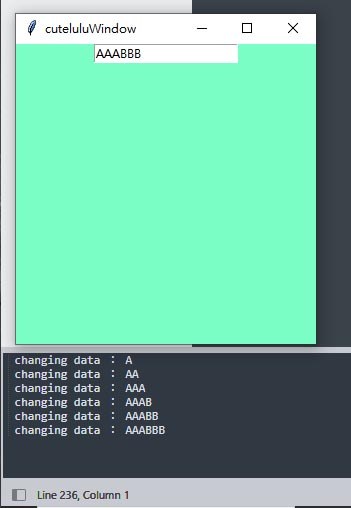 cuteluluWindow
AAABBB
changing data : A
changing data : AA
changing data : AAA
changing data : AAAB
changing data : AAABB
changing data : AAABBB
Line 236, Column 1